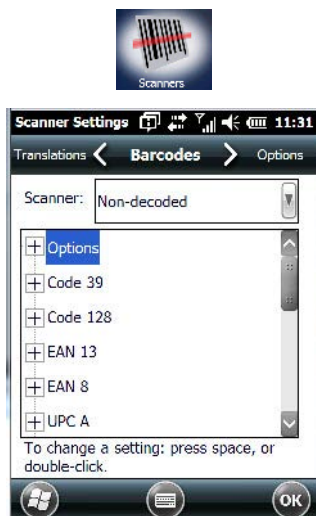 Scanners
Scanner Settings 11:31
Translations Barcodes Options
Scanner: Non-decoded
Options
Code 39
Code 128
EAN 13
EAN 8
UPC A
To change a setting: press space, or
double-click.
OK